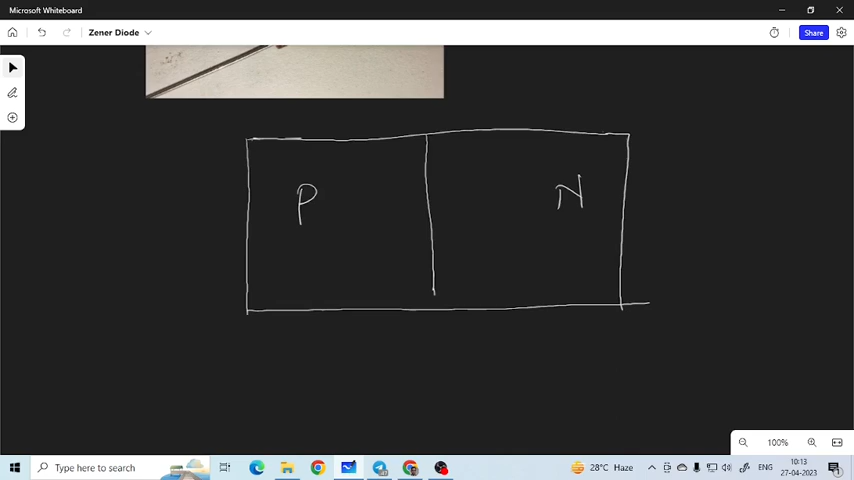 Microsoft Whiteboard
Zener Diode
Share
P
N
100%
Type here to search
28°C Haze
ENG
10:13
27-04-2023